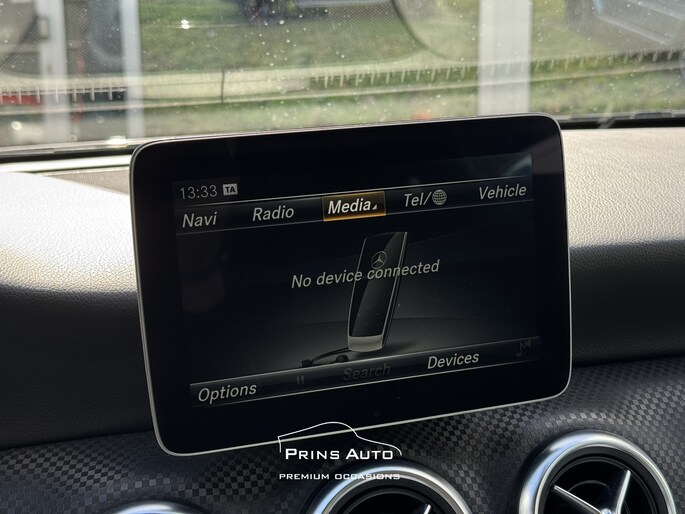 13:33 TA
Navi Radio Media Tel/ Vehicle
No device connected
Options Search Devices
PRINS AUTO
PREMIUM OCCASIONS